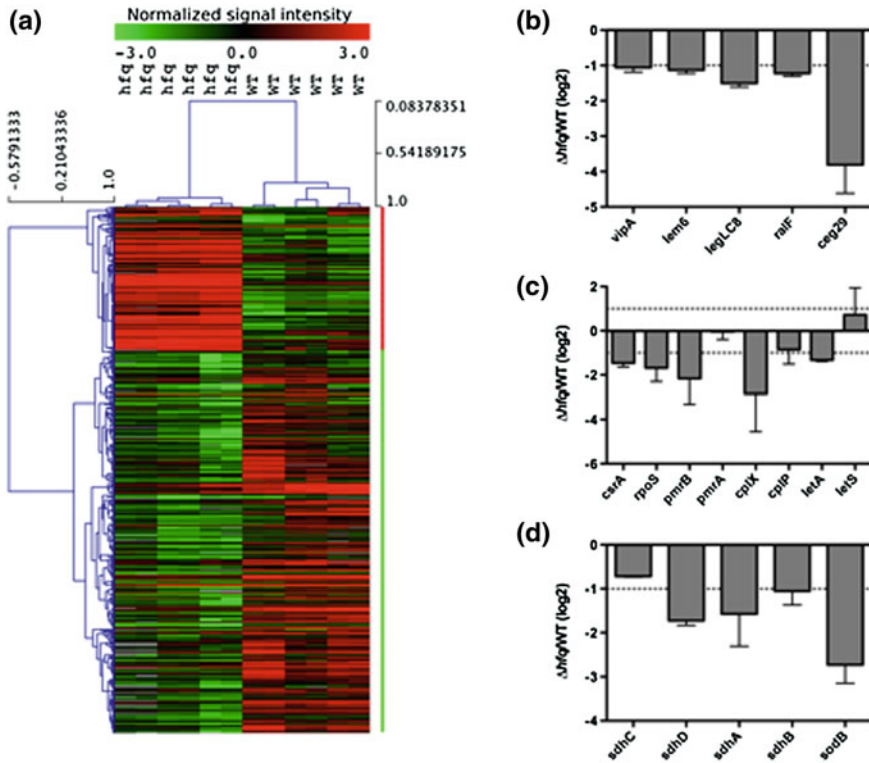 (a)
Normalized signal intensity
-3.0 0.0 3.0
hfq hfq hfq hfq hfq hfq WT WT WT WT WT WT
-0.5791333
0.21043336
1.0
0.08378351
0.54189175
1.0
(b)
ΔhfqWT (log2)
0
-1
-2
-3
-4
-5
vipA lem6 legLC8 ralF ceg29
(c)
ΔhfqWT (log2)
2
0
-2
-4
-6
csrA rpoS pmrB pmrA cplX cplP letA letS
(d)
ΔhfqWT (log2)
0
-1
-2
-3
-4
sdhC sdhD sdhA sdhB sodB